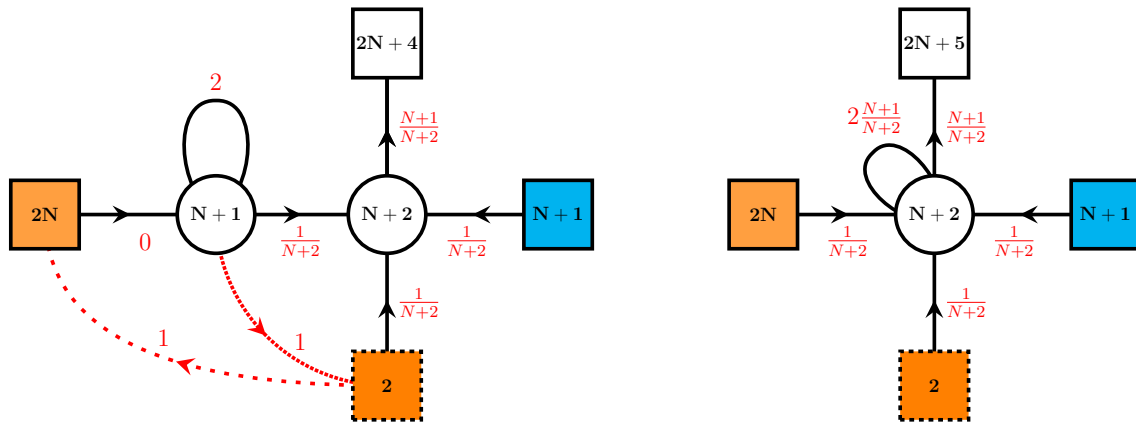 2N + 4
2N + 5
2
N+1/N+2
2 N+1/N+2
N+1/N+2
2N
N + 1
N + 2
N + 1
2N
N + 2
N + 1
0
1/N+2
1/N+2
1/N+2
1/N+2
1/N+2
1/N+2
1
1
2
2